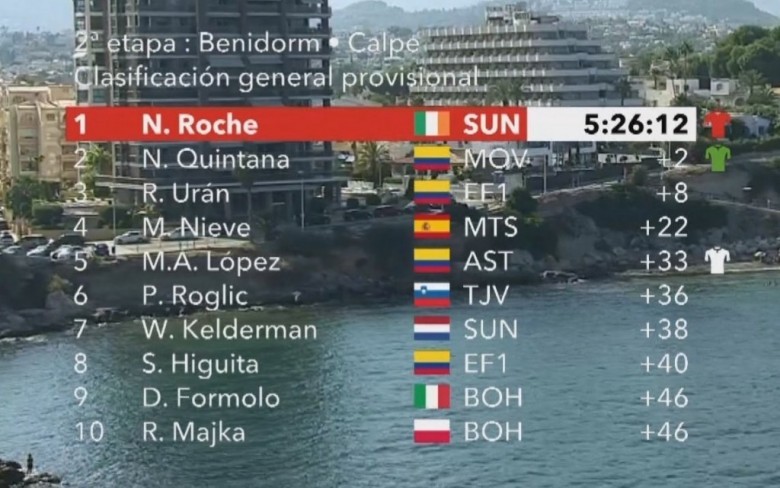 2ª etapa : Benidorm • Calpe
Clasificación general provisional
1 N. Roche SUN 5:26:12
2 N. Quintana MOV +2
3 R. Urán EF1 +8
4 M. Nieve MTS +22
5 M.A. López AST +33
6 P. Roglic TJV +36
7 W. Kelderman SUN +38
8 S. Higuita EF1 +40
9 D. Formolo BOH +46
10 R. Majka BOH +46